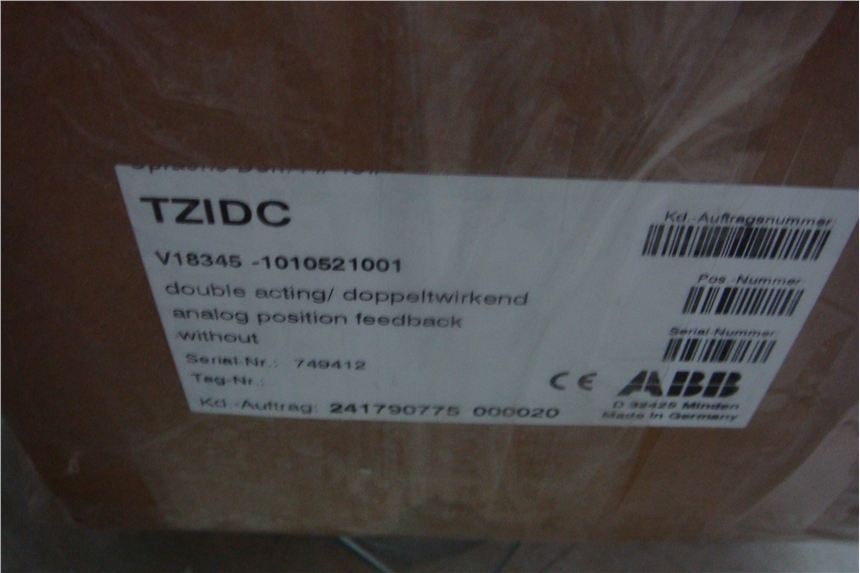 TZIDC
V18345 -1010521001
double acting/ doppeltwirkend
analog position feedback
without
Serial-Nr.: 749412
Tag-Nr.:
Kd.-Auftrag: 241790775 000020
Kd.-Auftragsnummer:
Pos.-Nummer:
Serial-Nummer:
CE ABB
D 32425 Minden
Made in Germany